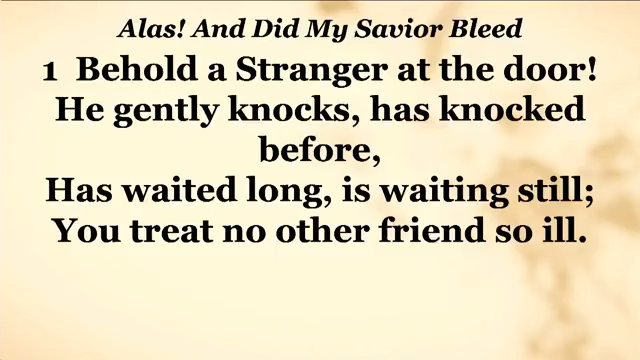 Alas! And Did My Savior Bleed
1 Behold a Stranger at the door!
He gently knocks, has knocked
before,
Has waited long, is waiting still;
You treat no other friend so ill.